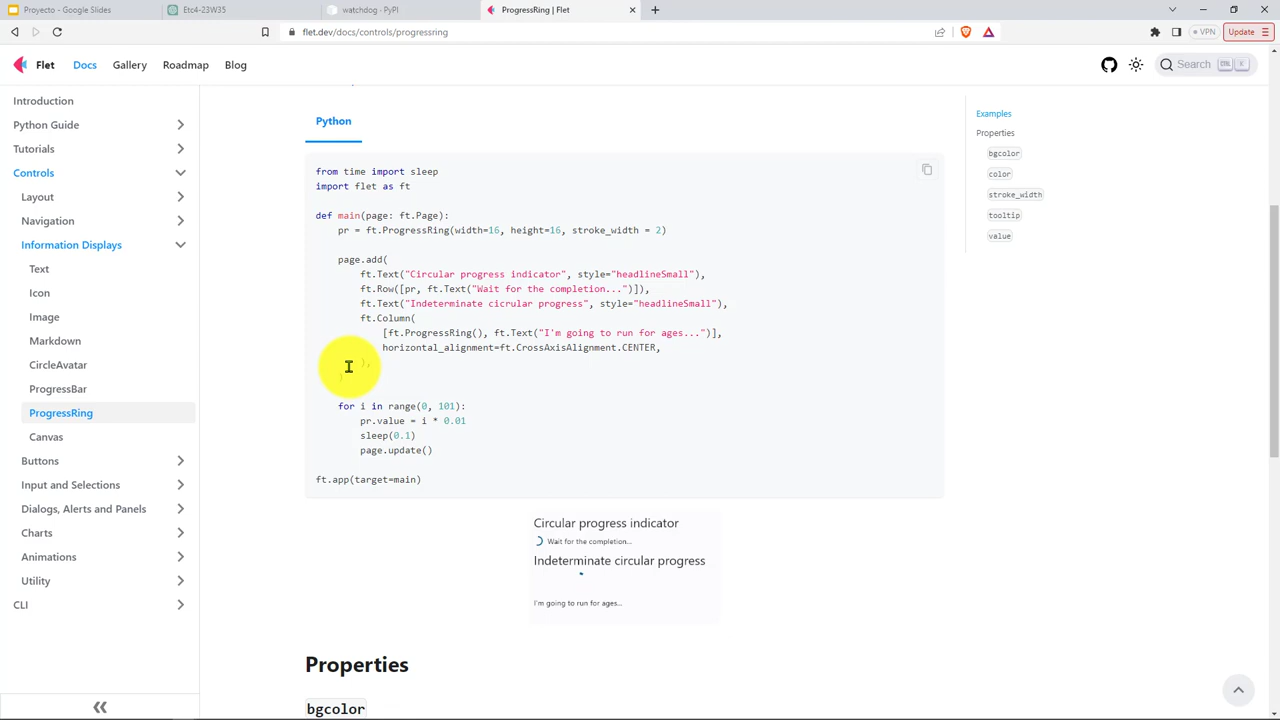 Proyecto - Google Slides
Etc4-23W35
watchdog · PyPI
ProgressRing | Flet
flet.dev/docs/controls/progressring
VPN
Update
Flet
Docs
Gallery
Roadmap
Blog
Search
Introduction
Python Guide
Tutorials
Controls
Layout
Navigation
Information Displays
Text
Icon
Image
Markdown
CircleAvatar
ProgressBar
ProgressRing
Canvas
Buttons
Input and Selections
Dialogs, Alerts and Panels
Charts
Animations
Utility
CLI
Python
from time import sleep
import flet as ft
def main(page: ft.Page):
pr = ft.ProgressRing(width=16, height=16, stroke_width = 2)
page.add(
ft.Text("Circular progress indicator", style="headlineSmall"),
ft.Row([pr, ft.Text("Wait for the completion...")]),
ft.Text("Indeterminate cicrular progress", style="headlineSmall"),
ft.Column(
[ft.ProgressRing(), ft.Text("I'm going to run for ages...")],
horizontal_alignment=ft.CrossAxisAlignment.CENTER,
),
)
for i in range(0, 101):
pr.value = i * 0.01
sleep(0.1)
page.update()
ft.app(target=main)
Circular progress indicator
Wait for the completion...
Indeterminate circular progress
I'm going to run for ages...
Properties
bgcolor
Examples
Properties
bgcolor
color
stroke_width
tooltip
value